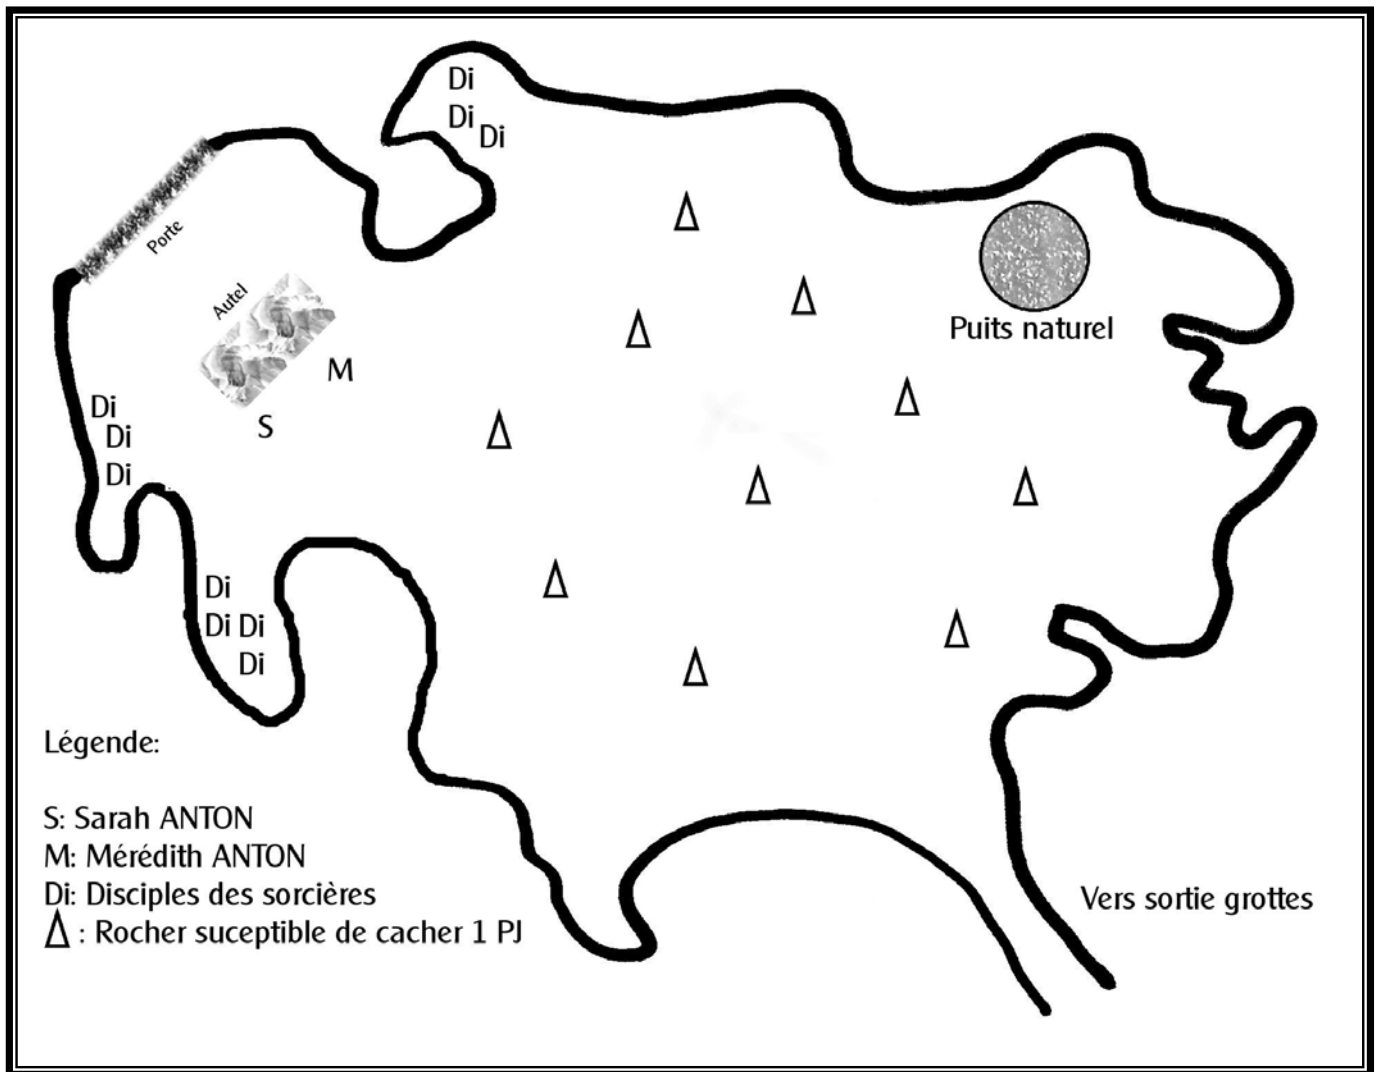 Di
Di
Di
Porte
Autel
Puits naturel
M
Di
S
Di
Di
Di
Di Di
Di
Légende:
S: Sarah ANTON
M: Mérédith ANTON
Di: Disciples des sorcières
Δ : Rocher suceptible de cacher 1 PJ
Vers sortie grottes